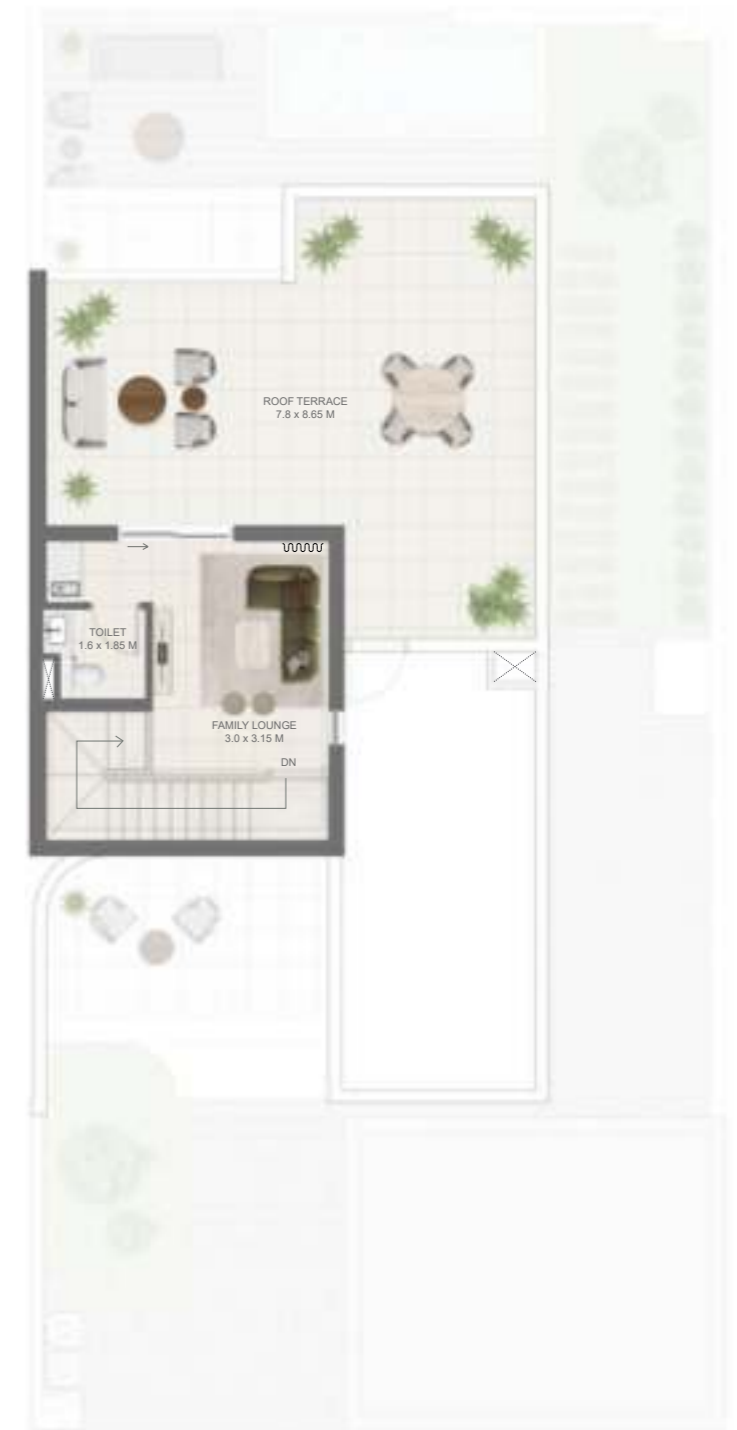 ROOF TERRACE
7.8 x 8.65 M
TOILET
1.6 x 1.85 M
FAMILY LOUNGE
3.0 x 3.15 M
DN